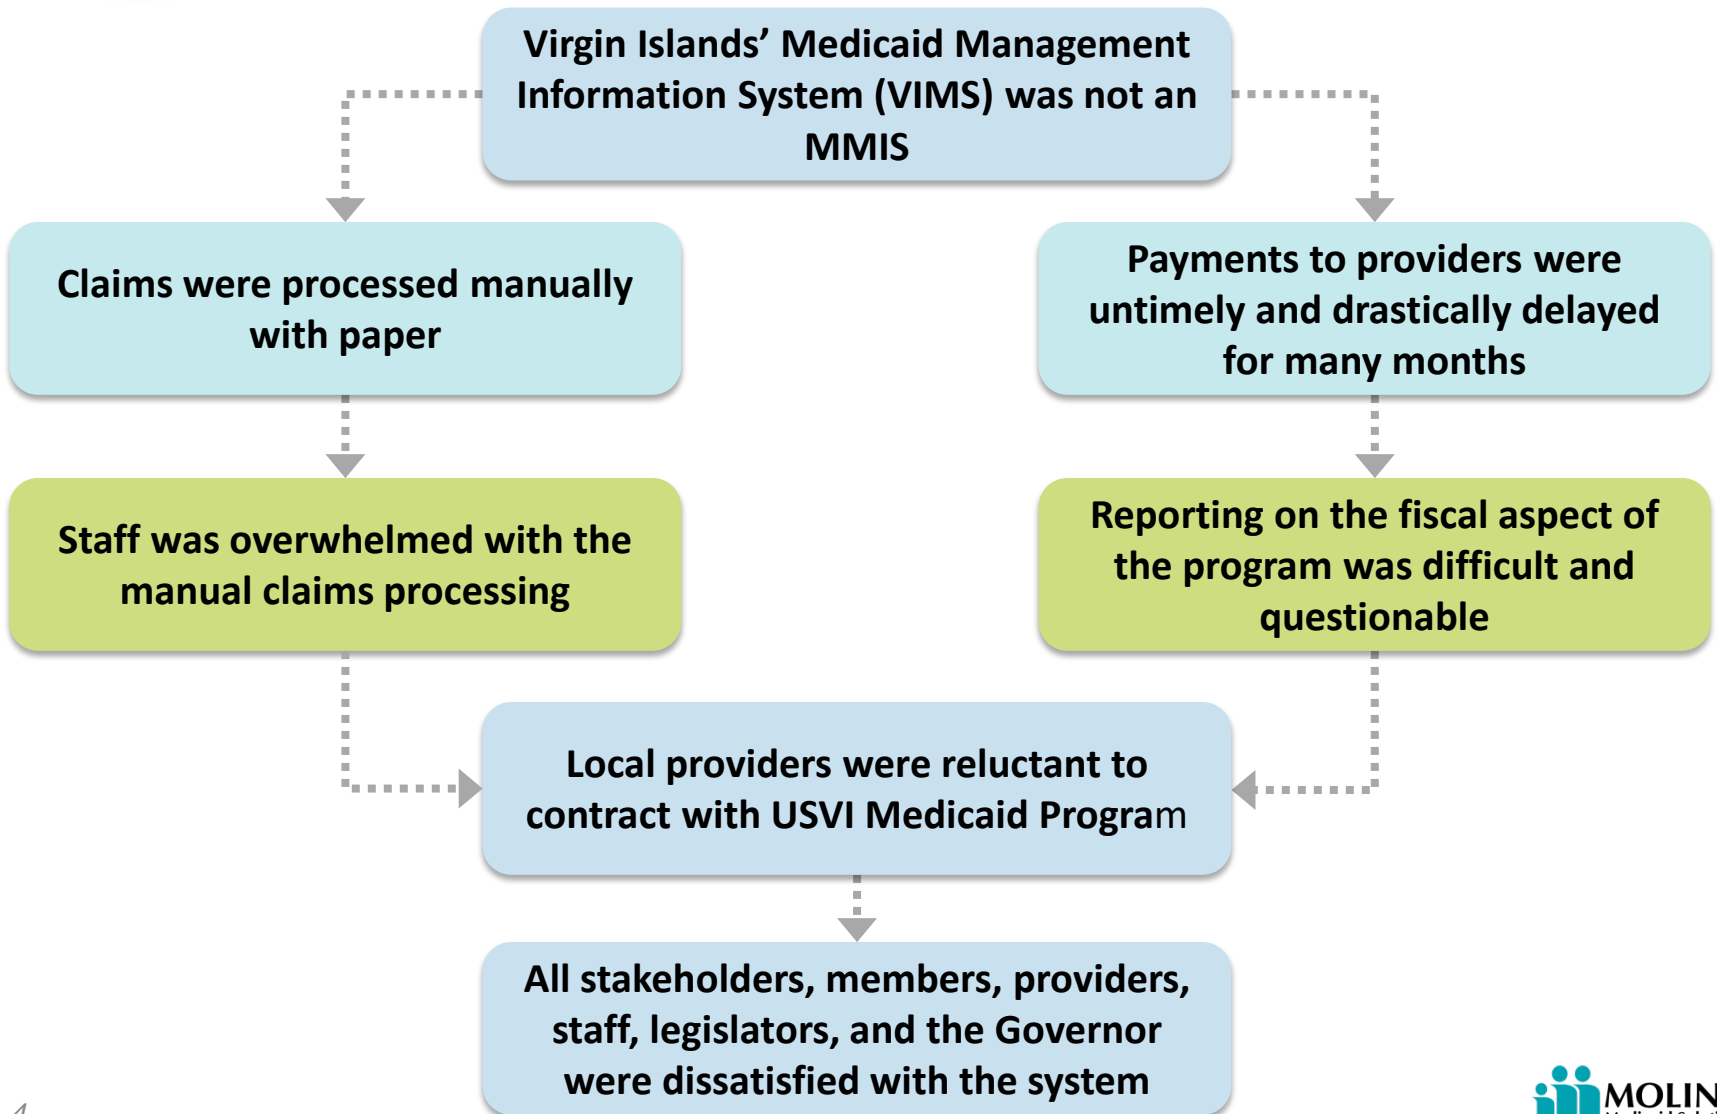 Virgin Islands’ Medicaid Management
Information System (VIMS) was not an
MMIS
Claims were processed manually
with paper
Payments to providers were
untimely and drastically delayed
for many months
Staff was overwhelmed with the
manual claims processing
Reporting on the fiscal aspect of
the program was difficult and
questionable
Local providers were reluctant to
contract with USVI Medicaid Program
All stakeholders, members, providers,
staff, legislators, and the Governor
were dissatisfied with the system
4
MOLIN